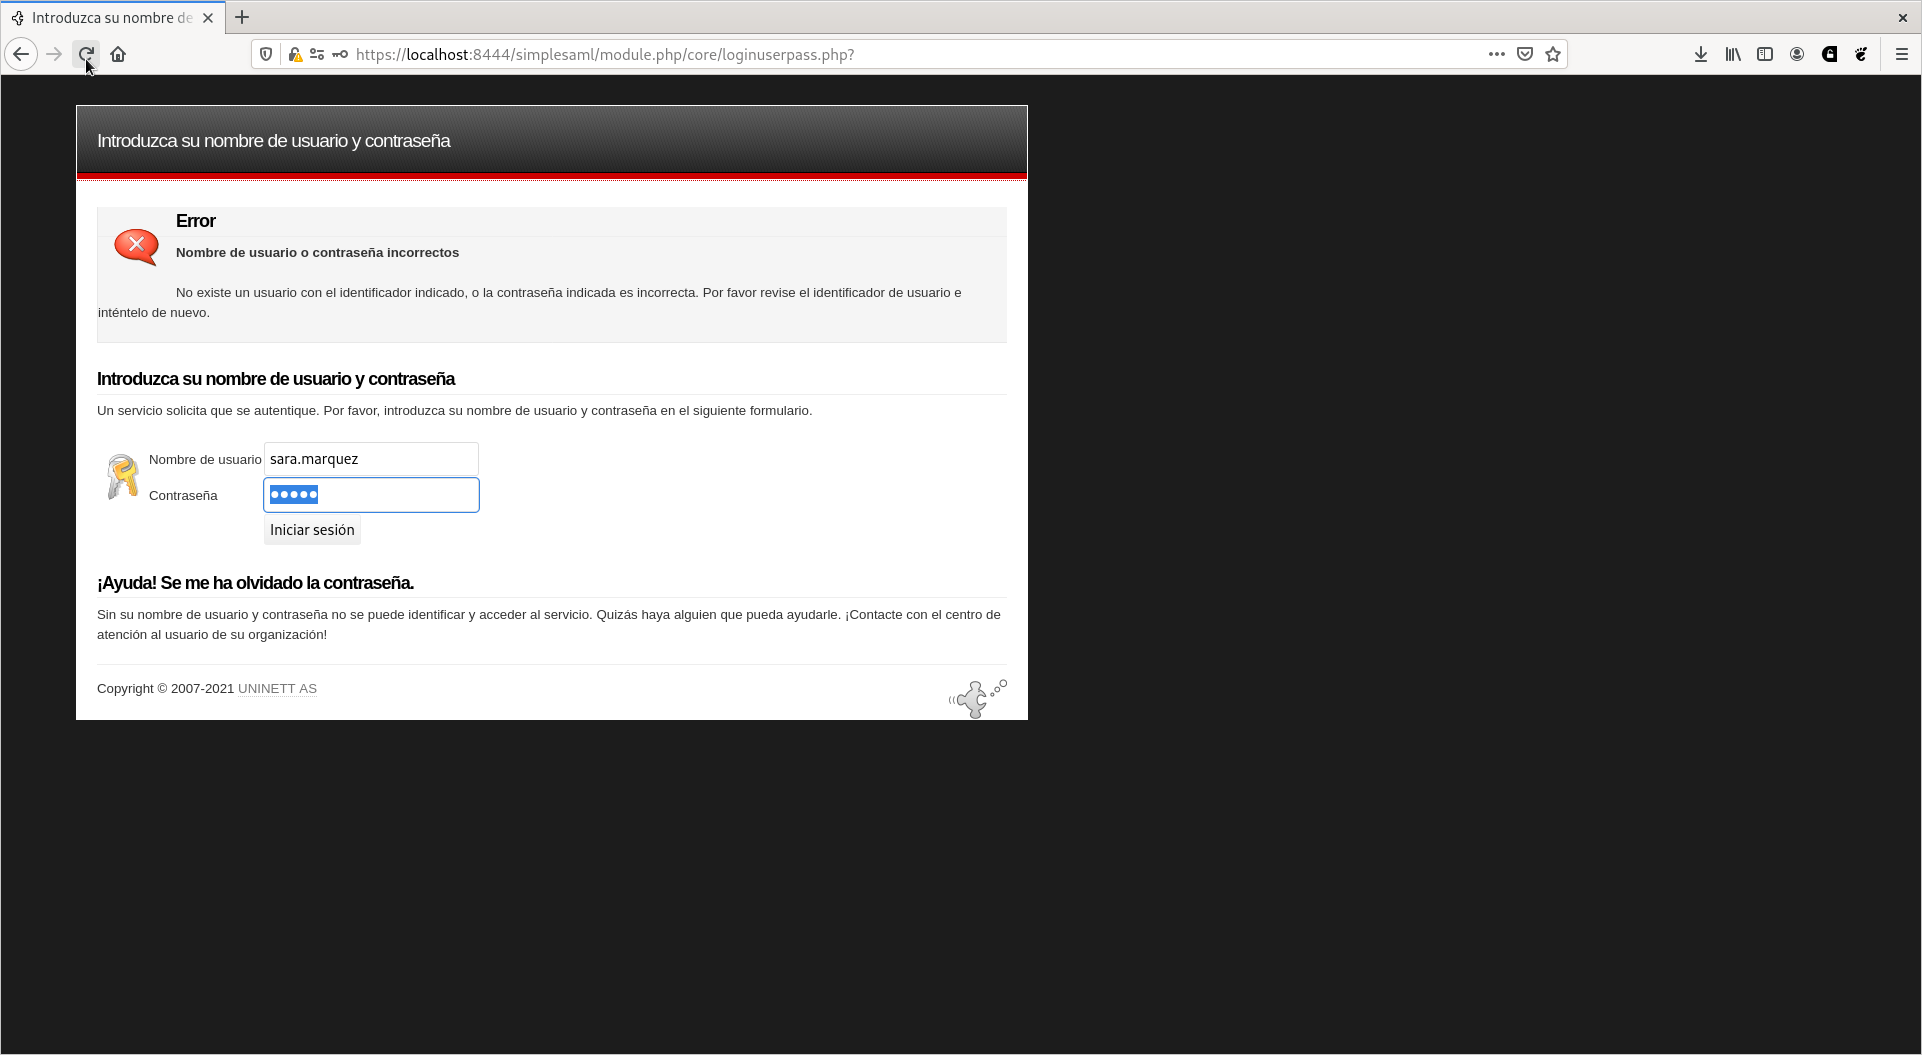 Introduzca su nombre de
https://localhost:8444/simplesaml/module.php/core/loginuserpass.php?
Introduzca su nombre de usuario y contraseña
Error
Nombre de usuario o contraseña incorrectos
No existe un usuario con el identificador indicado, o la contraseña indicada es incorrecta. Por favor revise el identificador de usuario e
inténtelo de nuevo.
Introduzca su nombre de usuario y contraseña
Un servicio solicita que se autentique. Por favor, introduzca su nombre de usuario y contraseña en el siguiente formulario.
Nombre de usuario sara.marquez
Contraseña •••••
Iniciar sesión
¡Ayuda! Se me ha olvidado la contraseña.
Sin su nombre de usuario y contraseña no se puede identificar y acceder al servicio. Quizás haya alguien que pueda ayudarle. ¡Contacte con el centro de
atención al usuario de su organización!
Copyright © 2007-2021 UNINETT AS